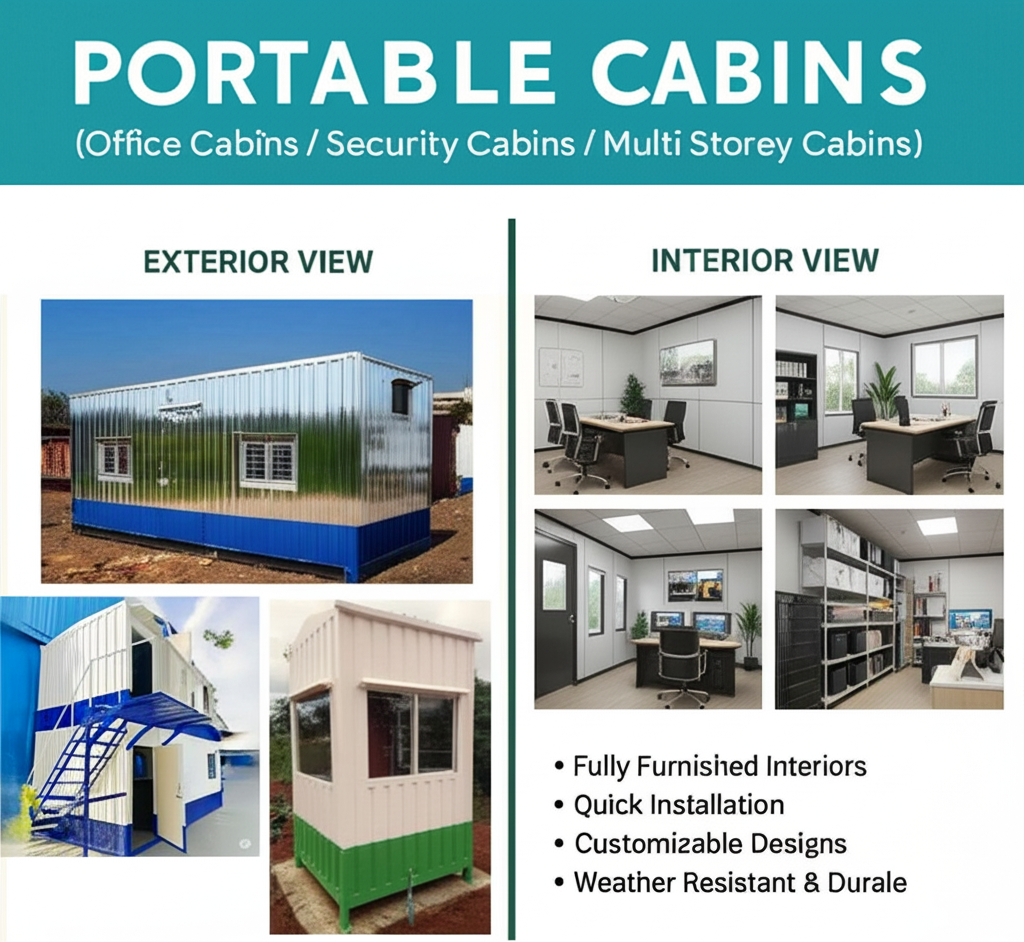 PORTABLE CABINS
(Office Cabins / Security Cabins / Multi Storey Cabins)
EXTERIOR VIEW
INTERIOR VIEW
• Fully Furnished Interiors
• Quick Installation
• Customizable Designs
• Weather Resistant & Durale